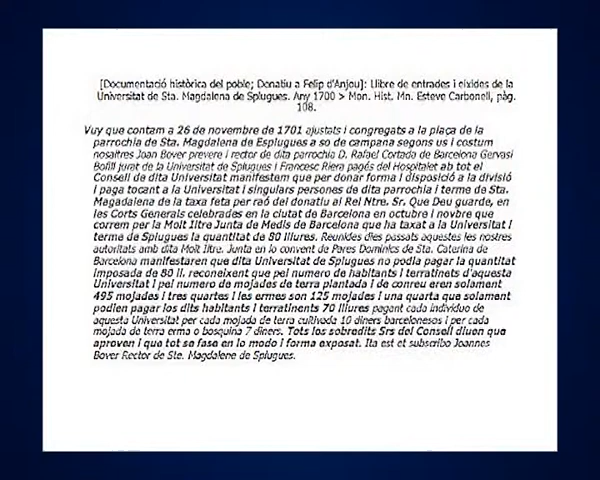 [Documentació històrica del poble; Donatiu a Felip d'Anjou]: Llibre de entrades i eixides de la
Universitat de Sta. Magdalena de Splugues. Any 1700 > Mon. Hist. Mn. Esteve Carbonell, pàg.
108.
Vuy que contam a 26 de novembre de 1701 ajustats i congregats a la plaça de la
parrochia de Sta. Magdalena de Esplugues a so de campana segons us i costum
nosaltres Joan Bover prevere i rector de dita parrochia D. Rafael Cortada de Barcelona Gervasi
Bofill jurat de la Universitat de Splugues i Francesc Riera pagés del Hospitalet ab tot el
Consell de dita Universitat manifestem que per donar forma i disposició a la divisió
i paga tocant a la Universitat i singulars persones de dita parrochia i terme de Sta.
Magadalena de la taxa feta per raó del donatiu al Rei Ntre. Sr. Que Deu guarde, en
les Corts Generals celebrades en la ciutat de Barcelona en octubre i novbre que
correm per la Molt Iltre Junta de Medis de Barcelona que ha taxat a la Universitat i
terme de Splugues la quantitat de 80 lliures. Reunides dies passats aquestes les nostres
autoritats amb dita Molt Iltre. Junta en lo convent de Pares Dominics de Sta. Caterina de
Barcelona manifestaren que dita Universitat de Splugues no podia pagar la quantitat
imposada de 80 ll. reconeixent que pel numero de habitants i terratinets d'aquesta
Universitat i pel numero de mojades de terra plantada i de conreu eren solament
495 mojades i tres quartes i les ermes son 125 mojades i una quarta que solament
podien pagar los dits habitants i terratinents 70 lliures pagant cada individuo de
aquesta Universitat per cada mojada de terra cultivada 10 diners barcelonesos i per cada
mojada de terra erma o bosquina 7 diners. Tots los sobredits Srs del Consell diuen que
aproven i que tot se fase en lo modo i forma exposat. Ita est et subscribo Joannes
Bover Rector de Ste. Magdalene de Splugues.